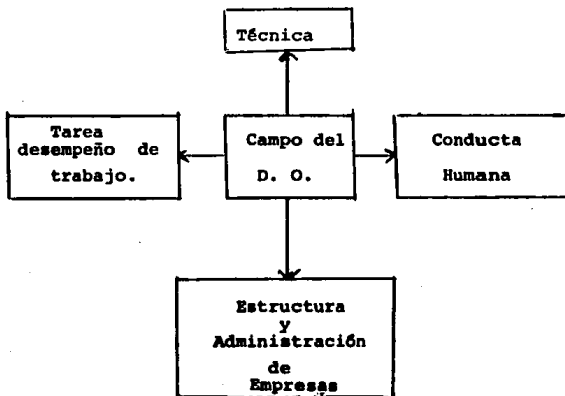 Técnica
Tarea
desempeño de
trabajo.
Campo del
D. O.
Conducta
Humana
Estructura
y
Administración
de
Empresas